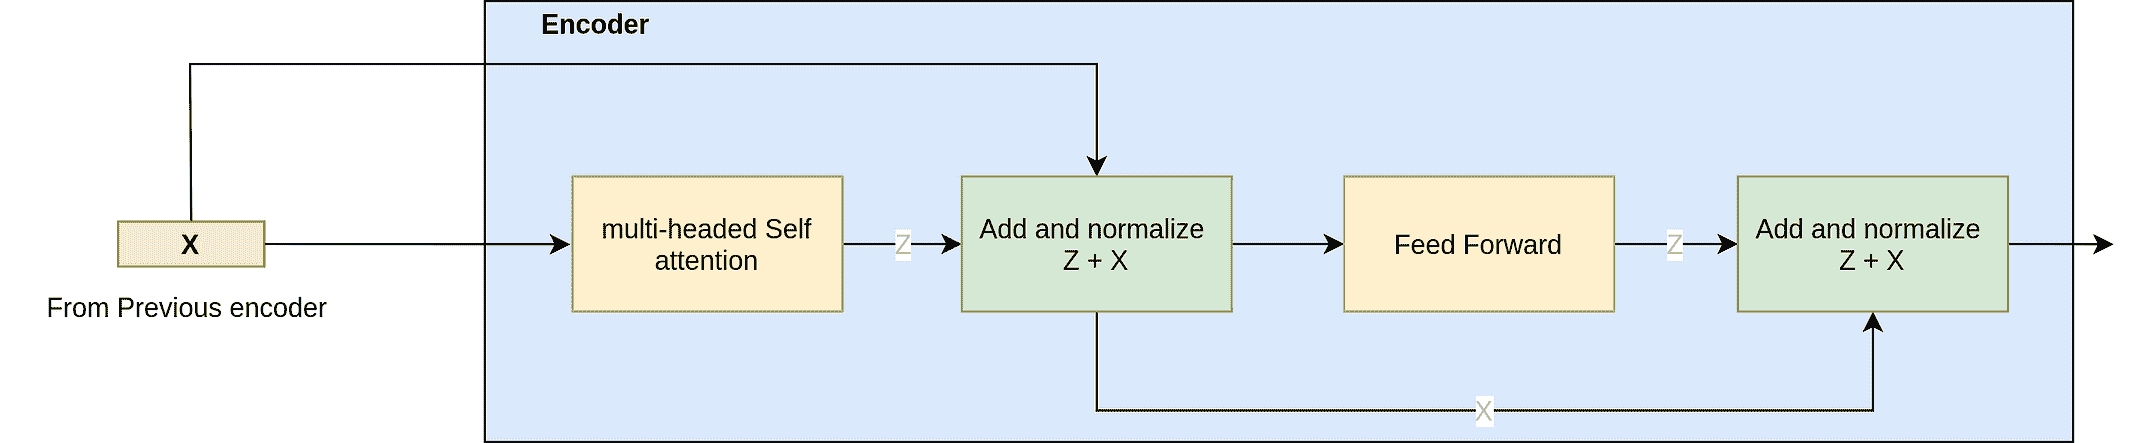 Encoder
X
From Previous encoder
multi-headed Self
attention
Z
Add and normalize
Z + X
Feed Forward
Z
Add and normalize
Z + X
X